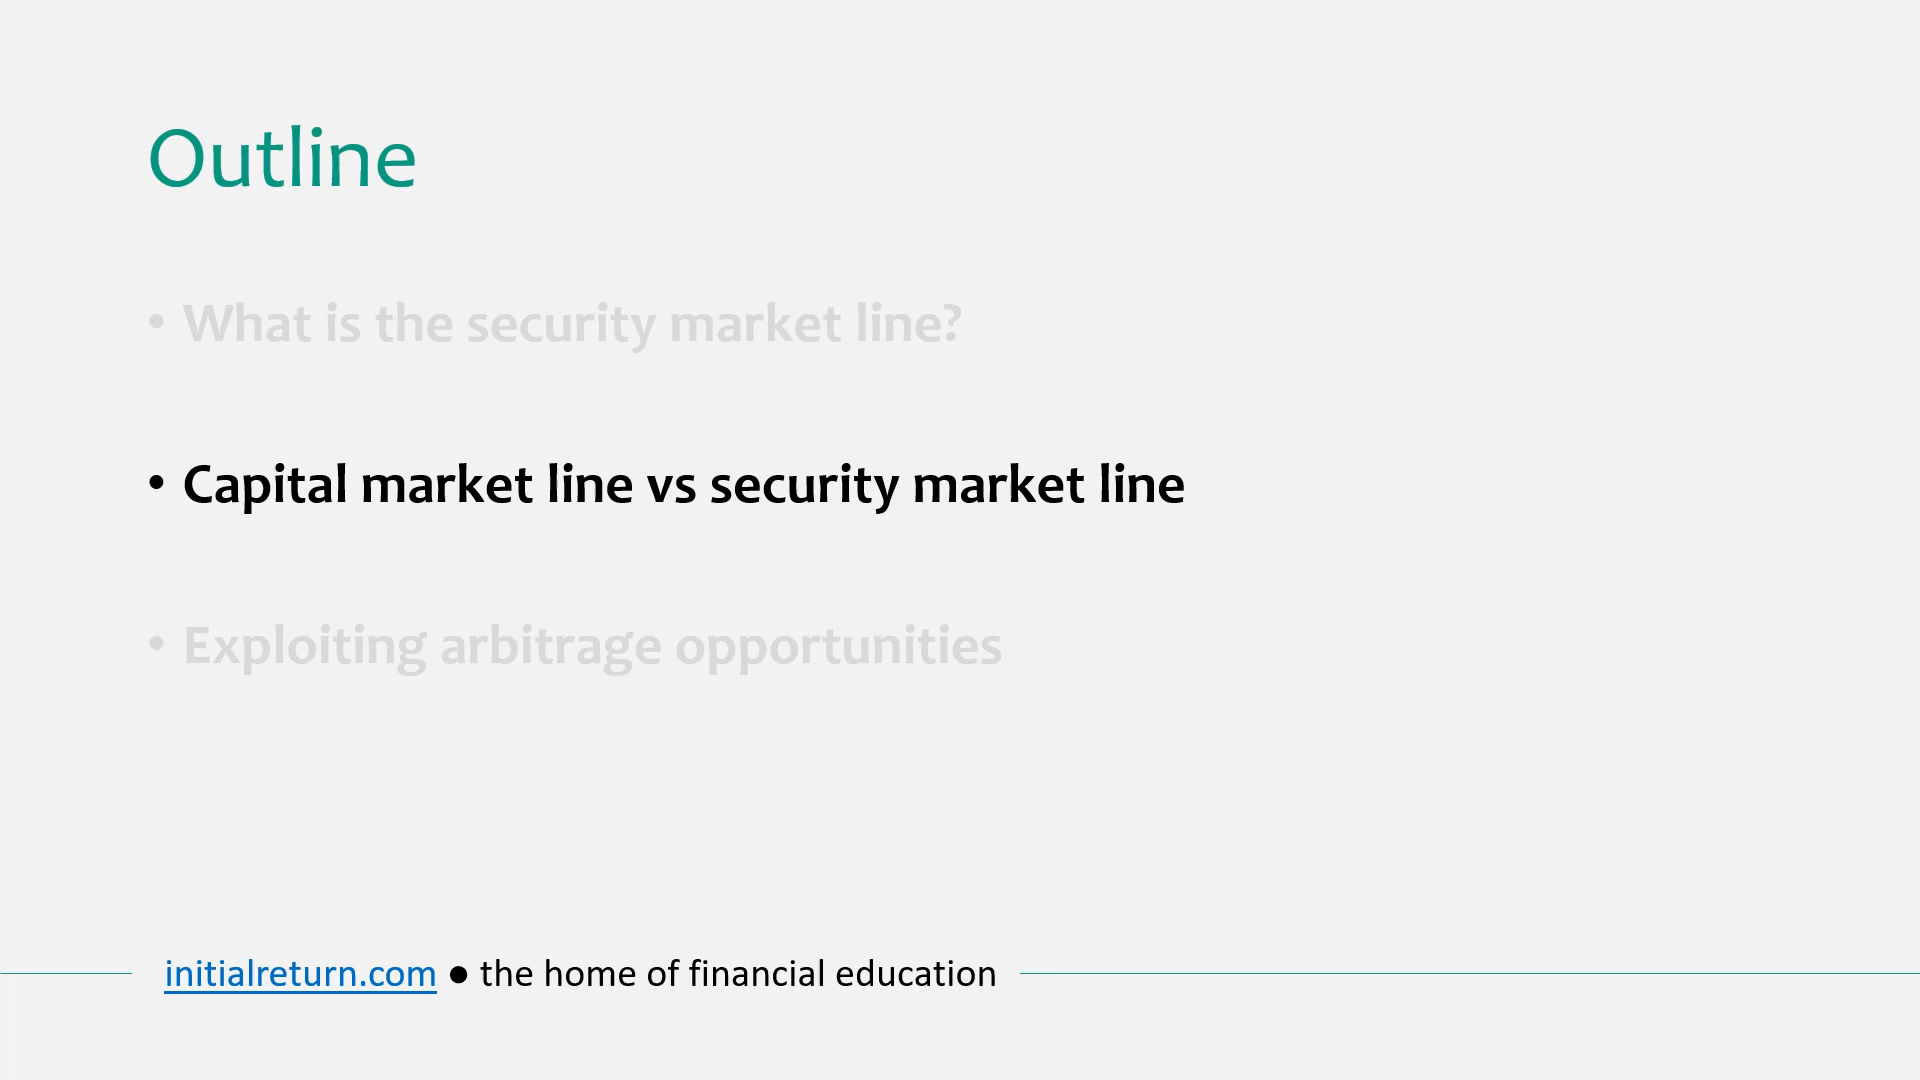 Outline
• What is the security market line?
• Capital market line vs security market line
• Exploiting arbitrage opportunities
initialreturn.com ● the home of financial education